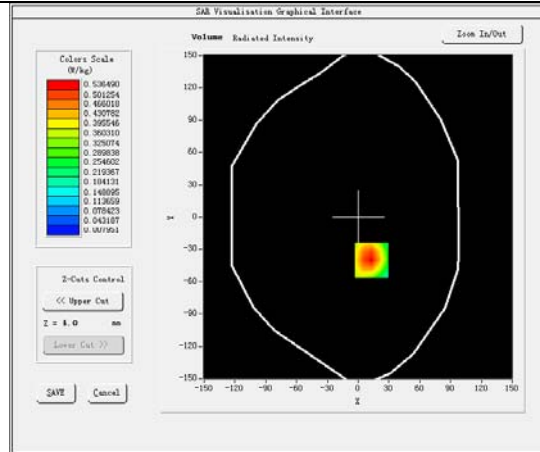 SAR Visualisation Graphical Interface
Volume Radiated Intensity
Zoom In/Out
Colors Scale
(W/kg)
0.536490
0.501254
0.466018
0.430782
0.395546
0.360310
0.325074
0.289838
0.254602
0.219367
0.184131
0.148895
0.113659
0.078423
0.043187
0.007951
Z-Cuts Control
<< Upper Cut
Z = 4.0 mm
Lower Cut >>
SAVE Cancel
150-
120-
90-
60-
30-
Y 0-
-30-
-60-
-90-
-120-
-150-
-150 -120 -90 -60 -30 0 30 60 90 120 150
X